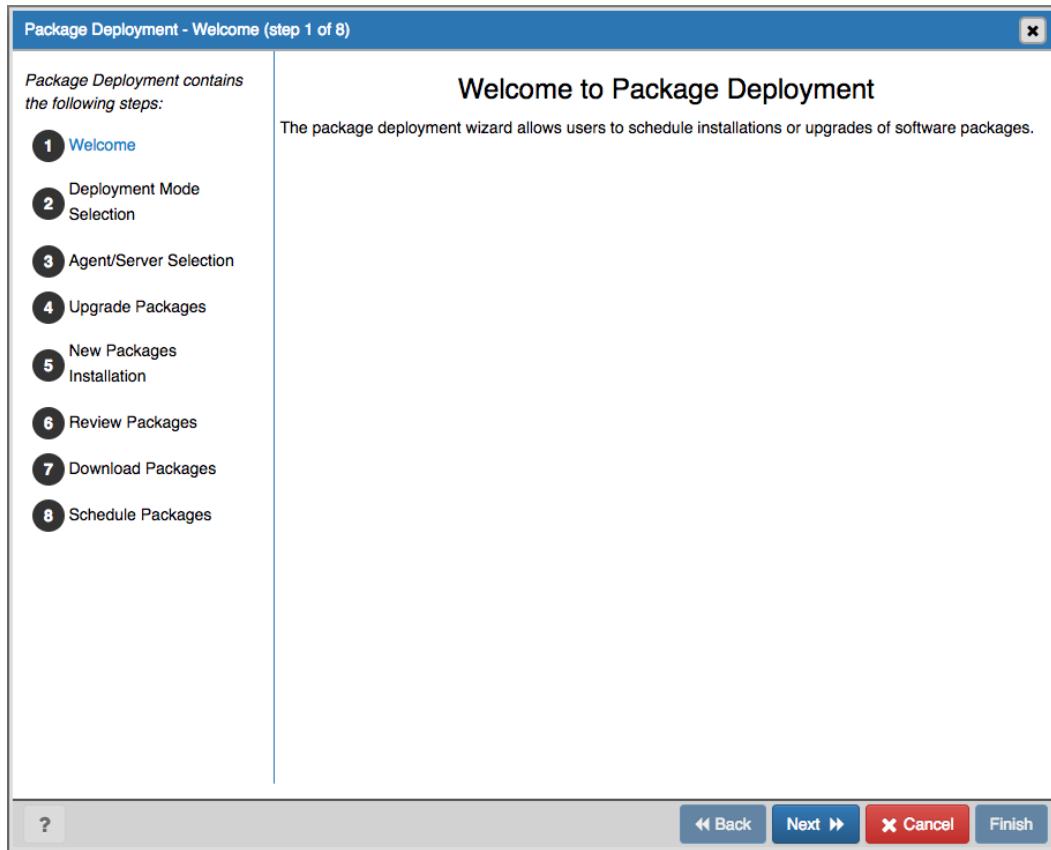 Package Deployment - Welcome (step 1 of 8)
Package Deployment contains
the following steps:
1 Welcome
2 Deployment Mode
Selection
3 Agent/Server Selection
4 Upgrade Packages
5 New Packages
Installation
6 Review Packages
7 Download Packages
8 Schedule Packages
Welcome to Package Deployment
The package deployment wizard allows users to schedule installations or upgrades of software packages.
? Back Next Cancel Finish